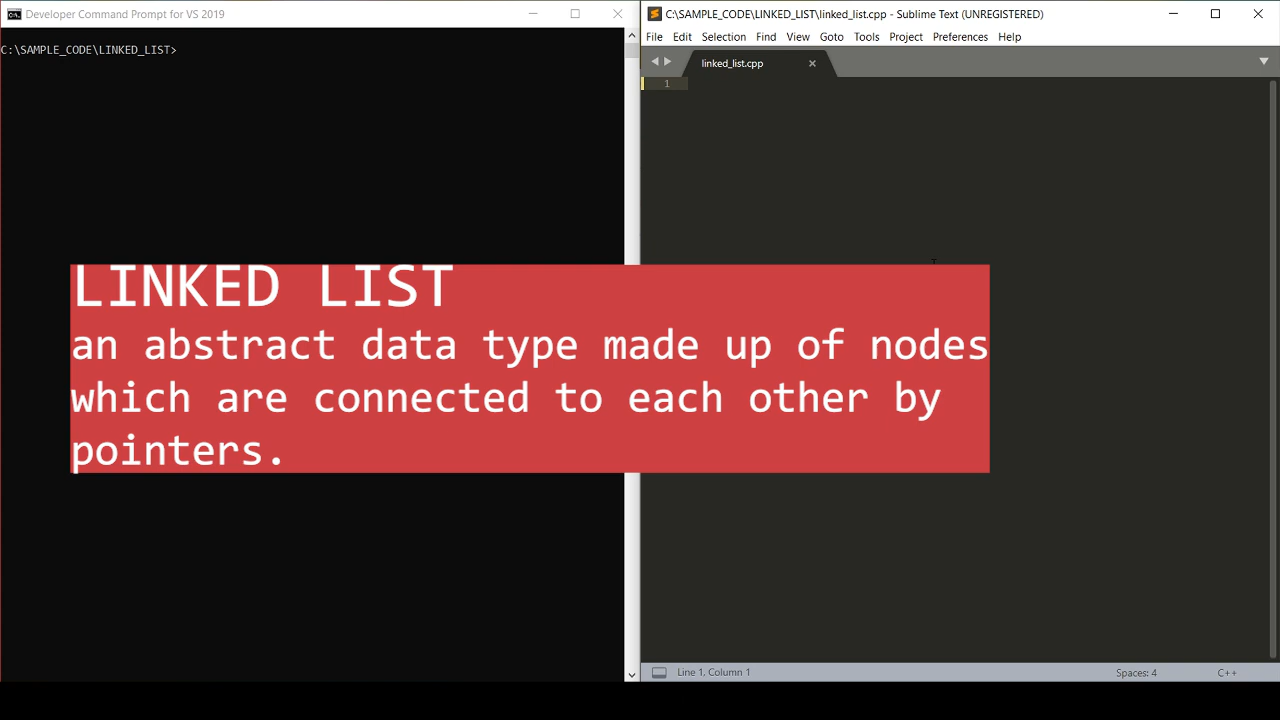 Developer Command Prompt for VS 2019
C:\SAMPLE_CODE\LINKED_LIST>
C:\SAMPLE_CODE\LINKED_LIST\linked_list.cpp - Sublime Text (UNREGISTERED)
File Edit Selection Find View Goto Tools Project Preferences Help
linked_list.cpp
1
LINKED LIST
an abstract data type made up of nodes
which are connected to each other by
pointers.
Line 1, Column 1
Spaces: 4
C++